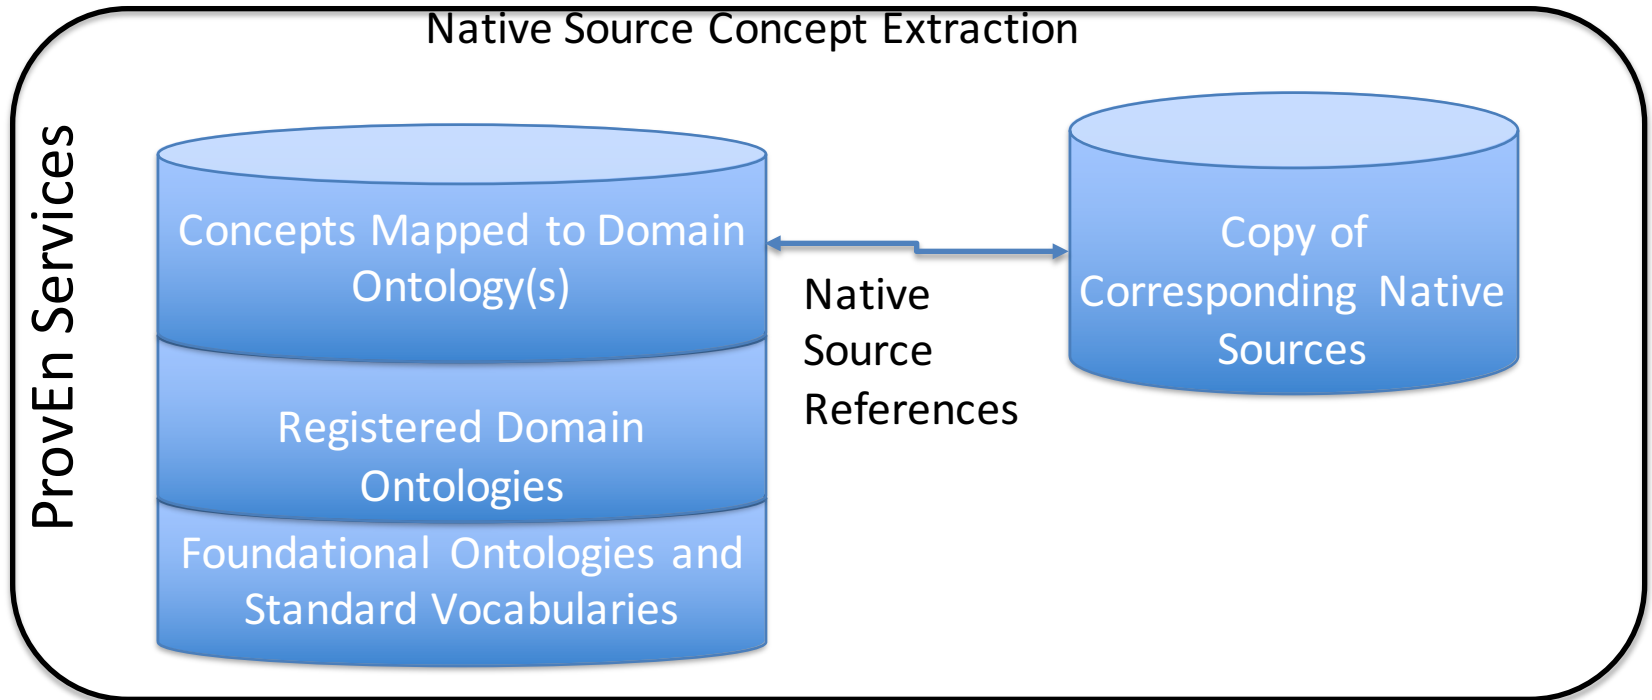 Native Source Concept Extraction
ProvEn Services
Concepts Mapped to Domain
Ontology(s)
Registered Domain
Ontologies
Foundational Ontologies and
Standard Vocabularies
Native
Source
References
Copy of
Corresponding Native
Sources